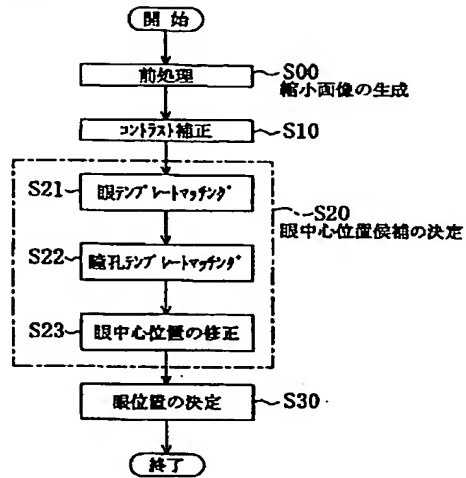 開 始
前処理
S00
縮小画像の生成
コントラスト補正
S10
S21
眼テンプレートマッチング
S20
眼中心位置候補の決定
S22
瞳孔テンプレートマッチング
S23
眼中心位置の修正
眼位置の決定
S30
終了